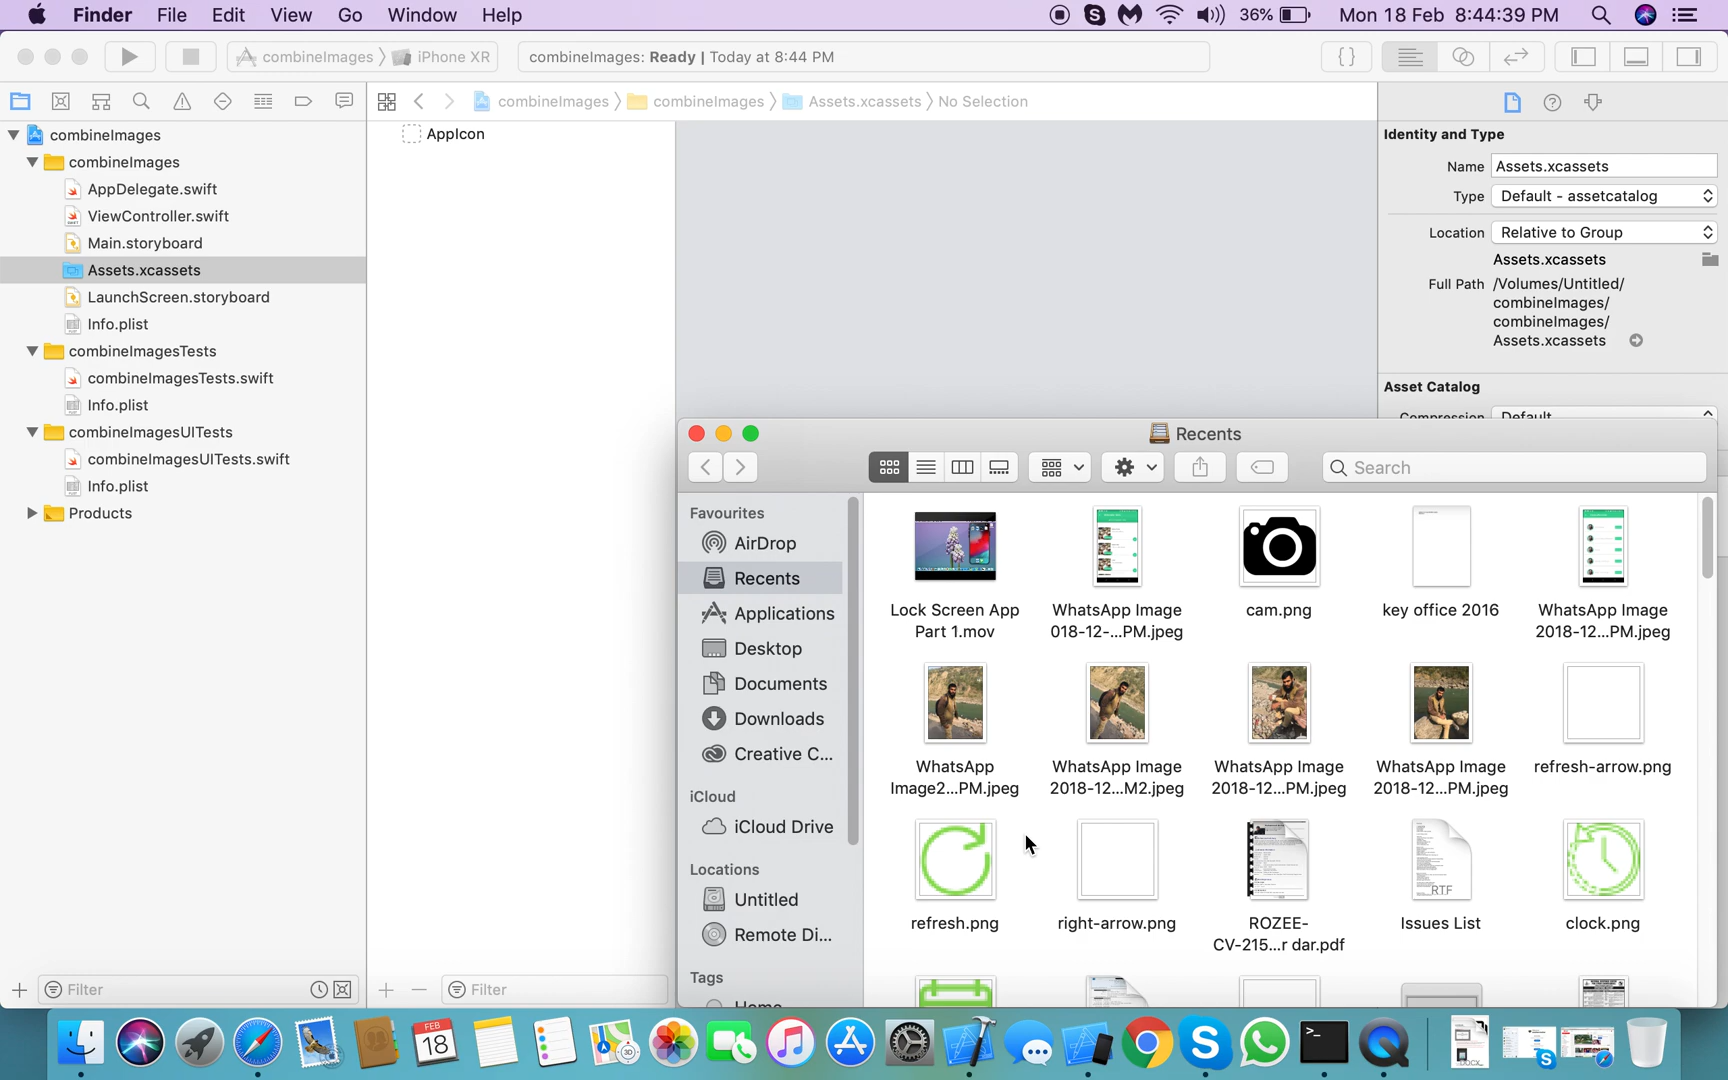 Finder File Edit View Go Window Help 36% Mon 18 Feb 8:44:39 PM
combineImages iPhone XR combineImages: Ready | Today at 8:44 PM { }
combineImages combineImages Assets.xcassets No Selection
combineImages
combineImages
AppDelegate.swift
ViewController.swift
Main.storyboard
Assets.xcassets
LaunchScreen.storyboard
Info.plist
combineImagesTests
combineImagesTests.swift
Info.plist
combineImagesUITests
combineImagesUITests.swift
Info.plist
Products
Filter
AppIcon
Filter
Identity and Type
Name Assets.xcassets
Type Default - assetcatalog
Location Relative to Group
Assets.xcassets
Full Path /Volumes/Untitled/
combineImages/
combineImages/
Assets.xcassets
Asset Catalog
Compression Default
Recents
Search
Favourites
AirDrop
Recents
Applications
Desktop
Documents
Downloads
Creative C...
iCloud
iCloud Drive
Locations
Untitled
Remote Di...
Tags
Home
Lock Screen App
Part 1.mov
WhatsApp Image
018-12-...PM.jpeg
cam.png
key office 2016
WhatsApp Image
2018-12...PM.jpeg
WhatsApp
Image2...PM.jpeg
WhatsApp Image
2018-12...M2.jpeg
WhatsApp Image
2018-12...PM.jpeg
WhatsApp Image
2018-12...PM.jpeg
refresh-arrow.png
refresh.png
right-arrow.png
ROZEE-
CV-215...r dar.pdf
RTF
Issues List
clock.png
FEB
18
3D
DOCX